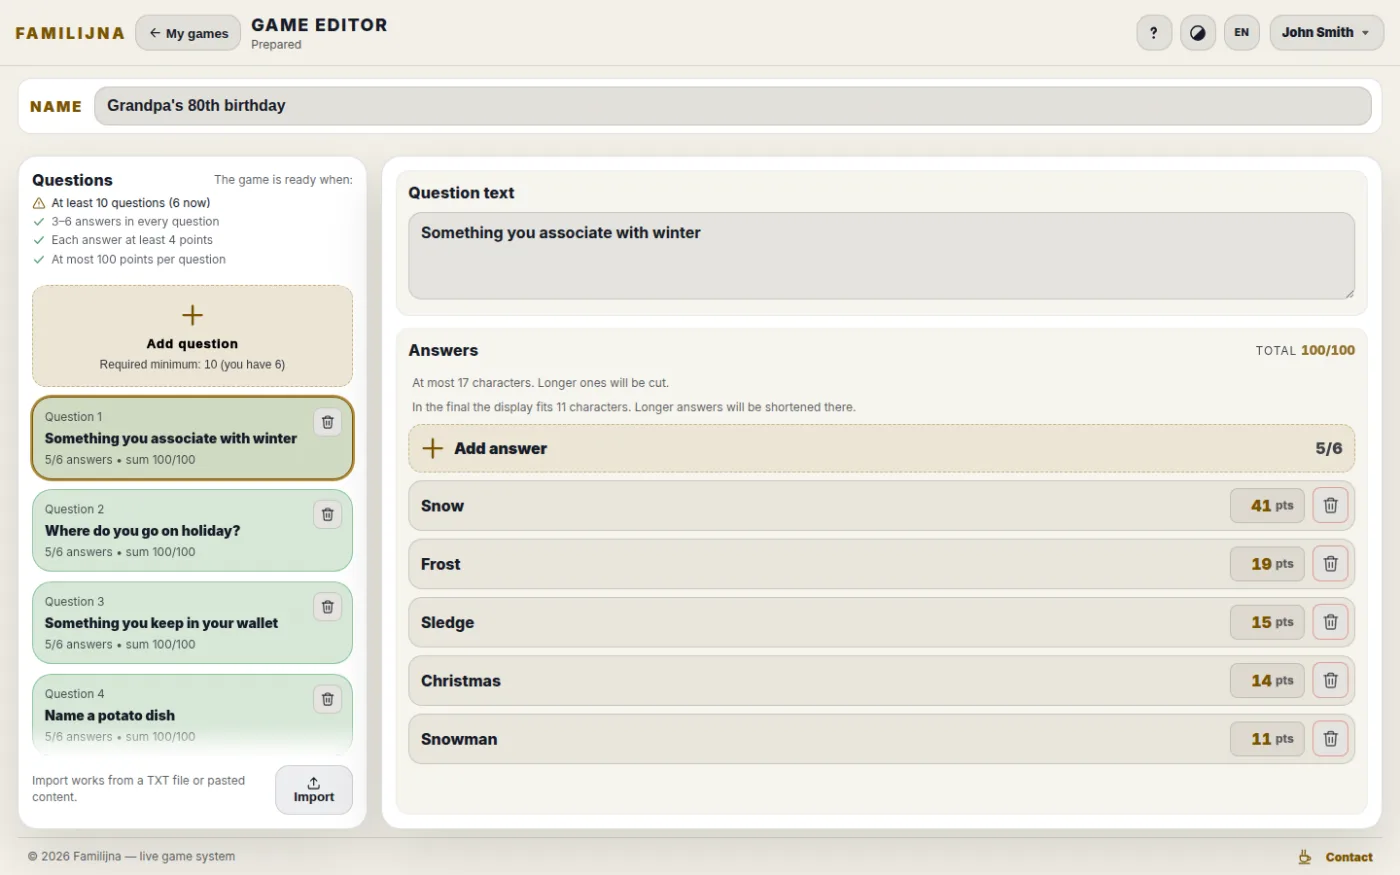 FAMILIJNA
← My games
GAME EDITOR
Prepared
?
EN
John Smith
NAME
Grandpa's 80th birthday
Questions
The game is ready when:
At least 10 questions (6 now)
3–6 answers in every question
Each answer at least 4 points
At most 100 points per question
Add question
Required minimum: 10 (you have 6)
Question 1
Something you associate with winter
5/6 answers • sum 100/100
Question 2
Where do you go on holiday?
5/6 answers • sum 100/100
Question 3
Something you keep in your wallet
5/6 answers • sum 100/100
Question 4
Name a potato dish
5/6 answers • sum 100/100
Import works from a TXT file or pasted
content.
Import
Question text
Something you associate with winter
Answers
TOTAL 100/100
At most 17 characters. Longer ones will be cut.
In the final the display fits 11 characters. Longer answers will be shortened there.
Add answer
5/6
Snow
41 pts
Frost
19 pts
Sledge
15 pts
Christmas
14 pts
Snowman
11 pts
© 2026 Familijna — live game system
Contact